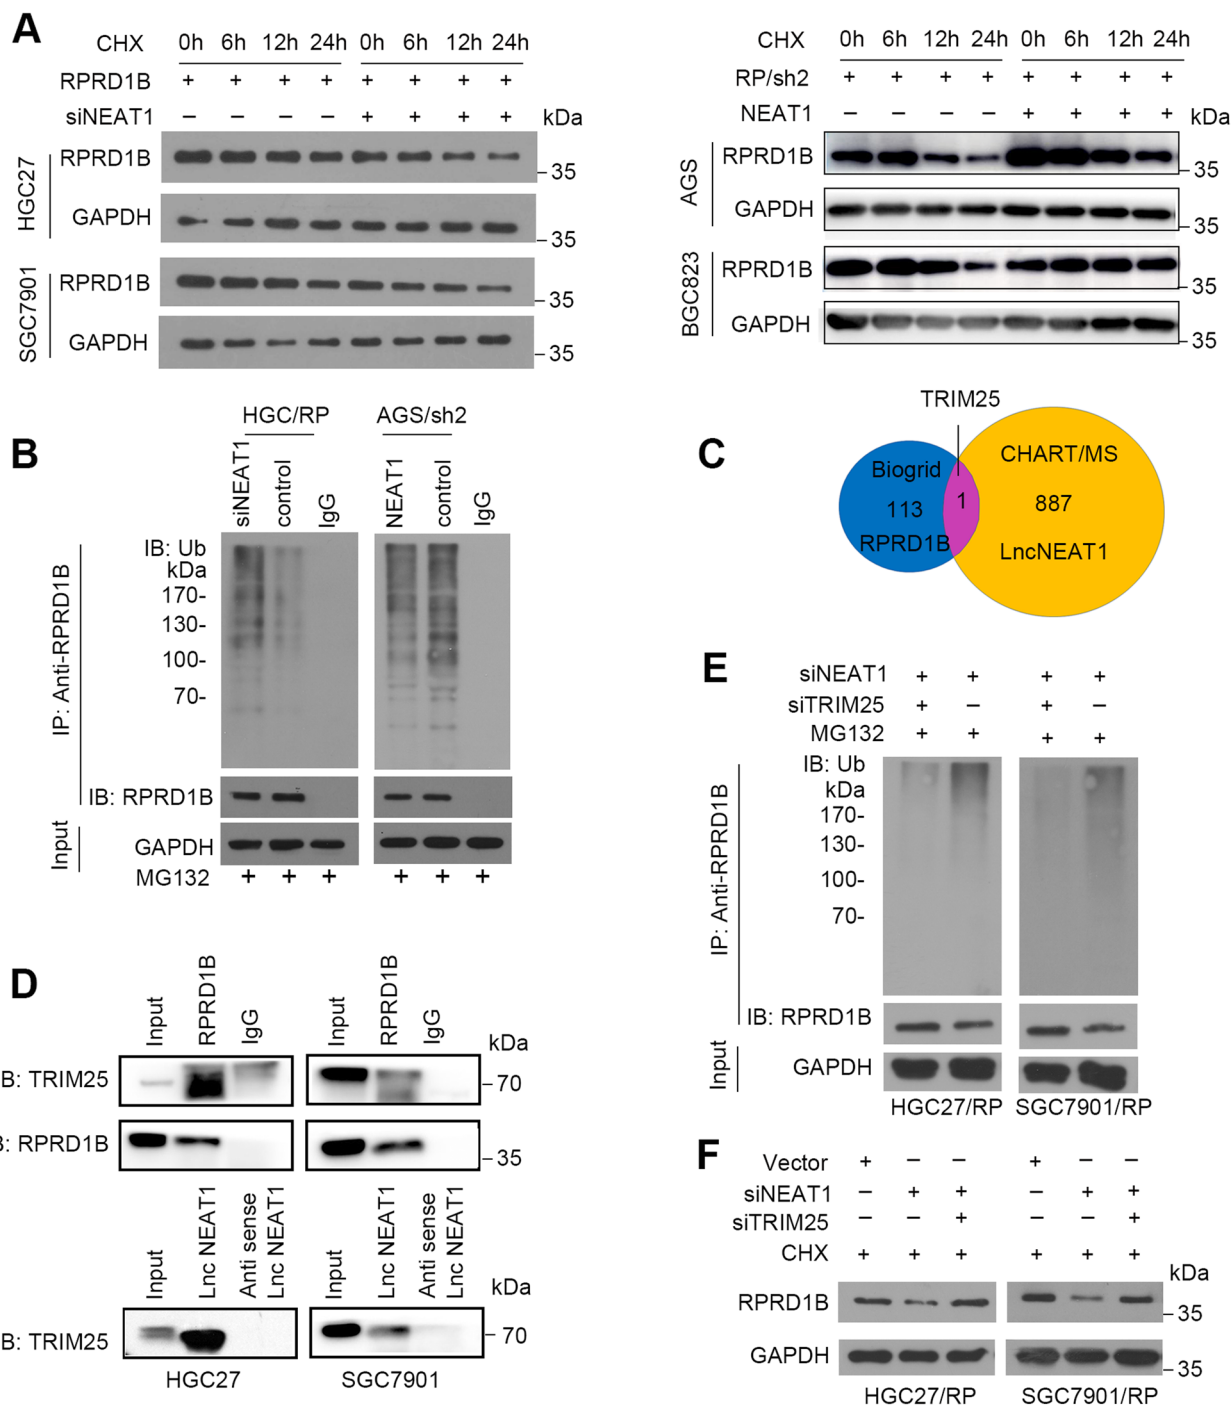 A
CHX 0h 6h 12h 24h 0h 6h 12h 24h
RPRD1B + + + + + + + +
siNEAT1 − − − − + + + + kDa
HGC27
RPRD1B
35
GAPDH
35
SGC7901
RPRD1B
35
GAPDH
35
CHX 0h 6h 12h 24h 0h 6h 12h 24h
RP/sh2 + + + + + + + +
NEAT1 − − − − + + + + kDa
AGS
RPRD1B
35
GAPDH
35
BGC823
RPRD1B
35
GAPDH
35
B
HGC/RP AGS/sh2
siNEAT1 control IgG NEAT1 control IgG
IP: Anti-RPRD1B
IB: Ub
kDa
170-
130-
100-
70-
IB: RPRD1B
Input
GAPDH
MG132 + + + + + +
C
TRIM25
Biogrid
113
RPRD1B
1
CHART/MS
887
LncNEAT1
D
Input RPRD1B IgG Input RPRD1B IgG
kDa
B: TRIM25
70
B: RPRD1B
35
Input Lnc NEAT1 Anti sense Lnc NEAT1 Input Lnc NEAT1 Anti sense Lnc NEAT1
kDa
B: TRIM25
70
HGC27 SGC7901
E
siNEAT1 + + + +
siTRIM25 + − + −
MG132 + + + +
IP: Anti-RPRD1B
IB: Ub
kDa
170-
130-
100-
70-
IB: RPRD1B
Input
GAPDH
HGC27/RP SGC7901/RP
F
Vector + − − + − −
siNEAT1 − + + − + +
siTRIM25 − − + − − +
CHX + + + + + +
kDa
RPRD1B
35
GAPDH
35
HGC27/RP SGC7901/RP